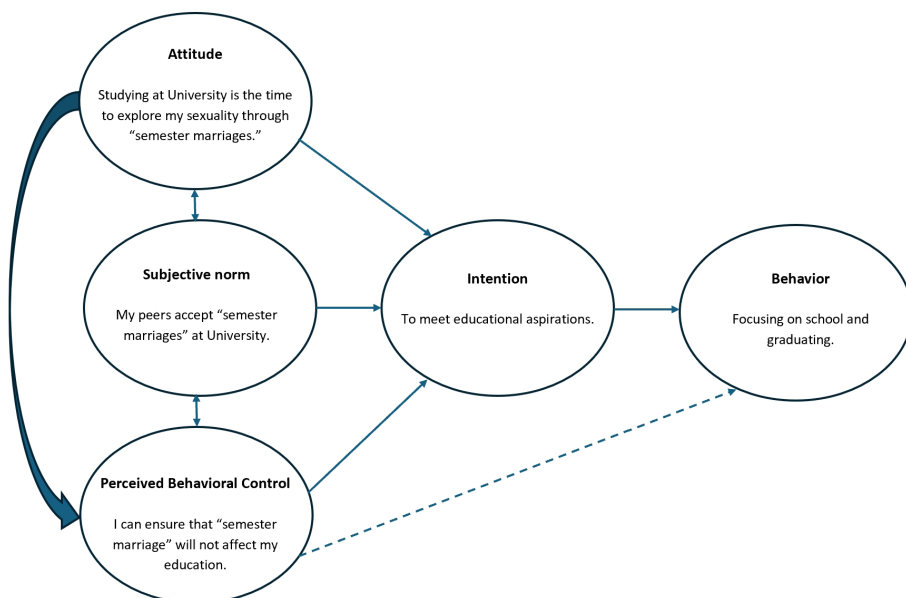 Attitude
Studying at University is the time
to explore my sexuality through
“semester marriages.”
Subjective norm
My peers accept “semester
marriages” at University.
Intention
To meet educational aspirations.
Behavior
Focusing on school and
graduating.
Perceived Behavioral Control
I can ensure that “semester
marriage” will not affect my
education.